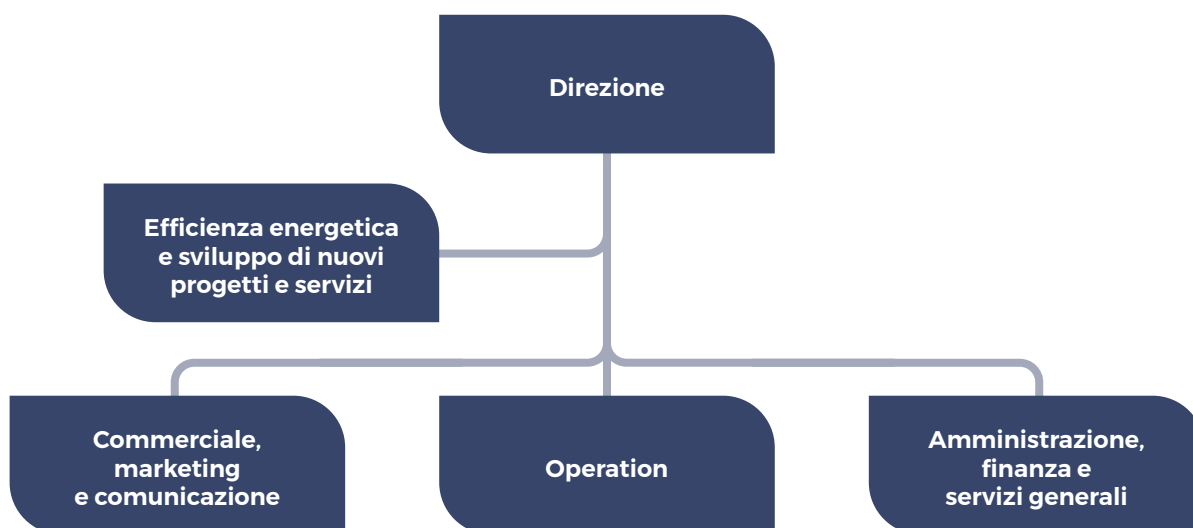 Direzione
Efficienza energetica
e sviluppo di nuovi
progetti e servizi
Commerciale,
marketing
e comunicazione
Operation
Amministrazione,
finanza e
servizi generali